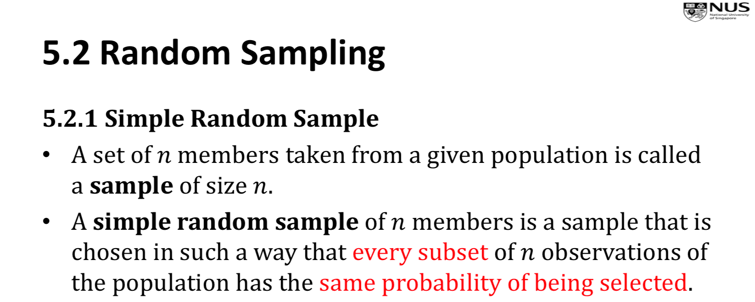 NUS
National University
of Singapore
5.2 Random Sampling
5.2.1 Simple Random Sample
• A set of n members taken from a given population is called
a sample of size n.
• A simple random sample of n members is a sample that is
chosen in such a way that every subset of n observations of
the population has the same probability of being selected.